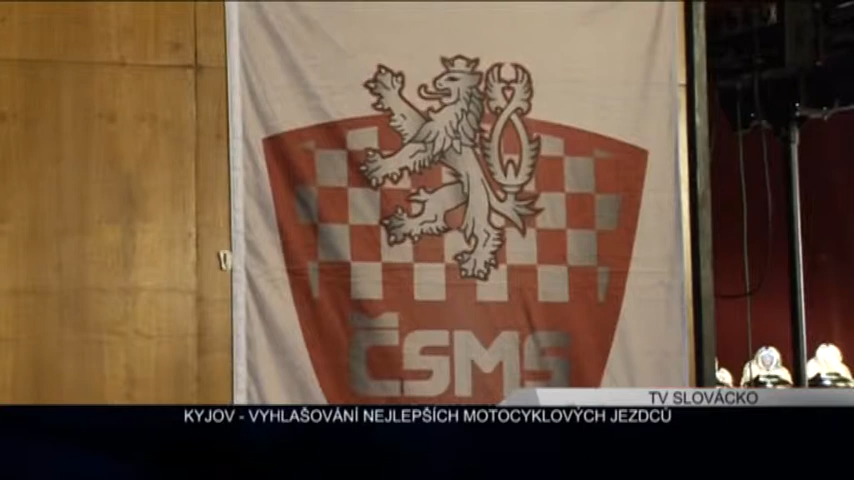 ČSMS
TV SLOVÁCKO
KYJOV - VYHLAŠOVÁNÍ NEJLEPŠÍCH MOTOCYKLOVÝCH JEZDCŮ